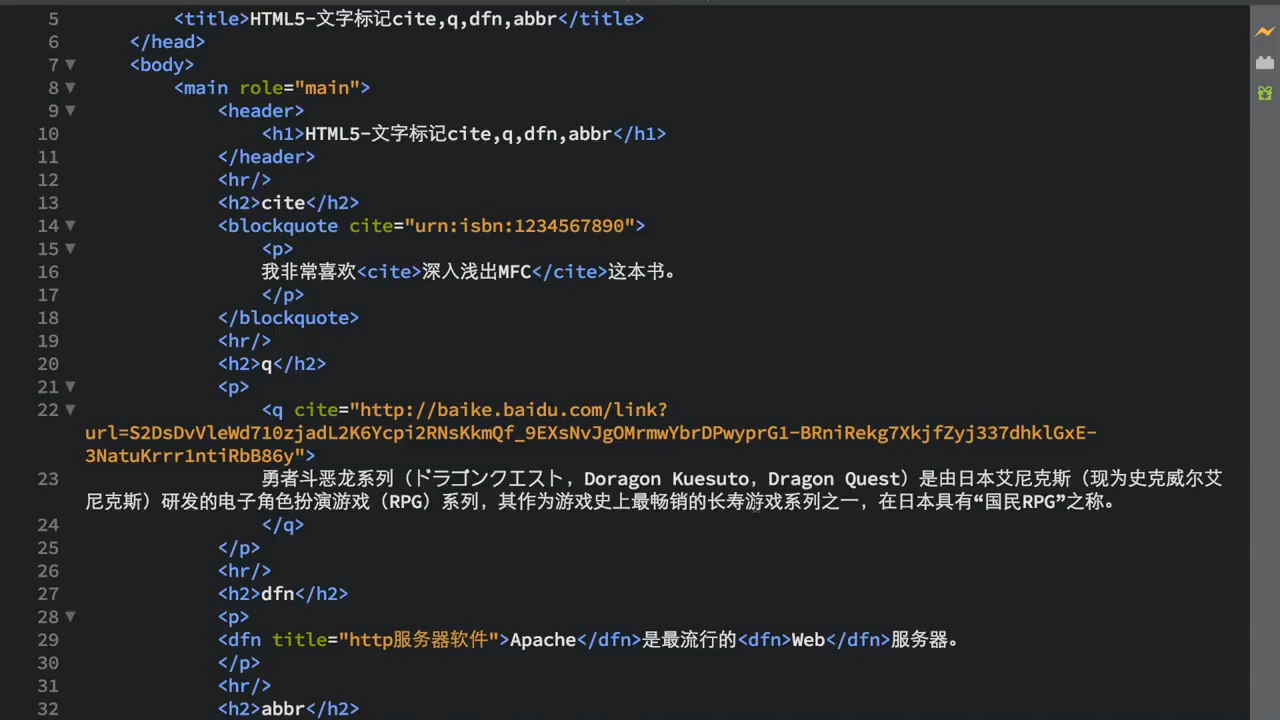 5 <title>HTML5-文字标记cite,q,dfn,abbr</title>
6 </head>
7 <body>
8 <main role="main">
9 <header>
10 <h1>HTML5-文字标记cite,q,dfn,abbr</h1>
11 </header>
12 <hr/>
13 <h2>cite</h2>
14 <blockquote cite="urn:isbn:1234567890">
15 <p>
16 我非常喜欢<cite>深入浅出MFC</cite>这本书。
17 </p>
18 </blockquote>
19 <hr/>
20 <h2>q</h2>
21 <p>
22 <q cite="http://baike.baidu.com/link?
url=S2DsDvVleWd710zjadL2K6Ycpi2RNsKkmQf_9EXsNvJgOMrmwYbrDPwyprG1-BRniRekg7XkjfZyj337dhklGxE-
3NatuKrrr1ntiRbB86y">
23 勇者斗恶龙系列（ドラゴンクエスト，Doragon Kuesuto，Dragon Quest）是由日本艾尼克斯（现为史克威尔艾
尼克斯）研发的电子角色扮演游戏（RPG）系列，其作为游戏史上最畅销的长寿游戏系列之一，在日本具有“国民RPG”之称。
24 </q>
25 </p>
26 <hr/>
27 <h2>dfn</h2>
28 <p>
29 <dfn title="http服务器软件">Apache</dfn>是最流行的<dfn>Web</dfn>服务器。
30 </p>
31 <hr/>
32 <h2>abbr</h2>